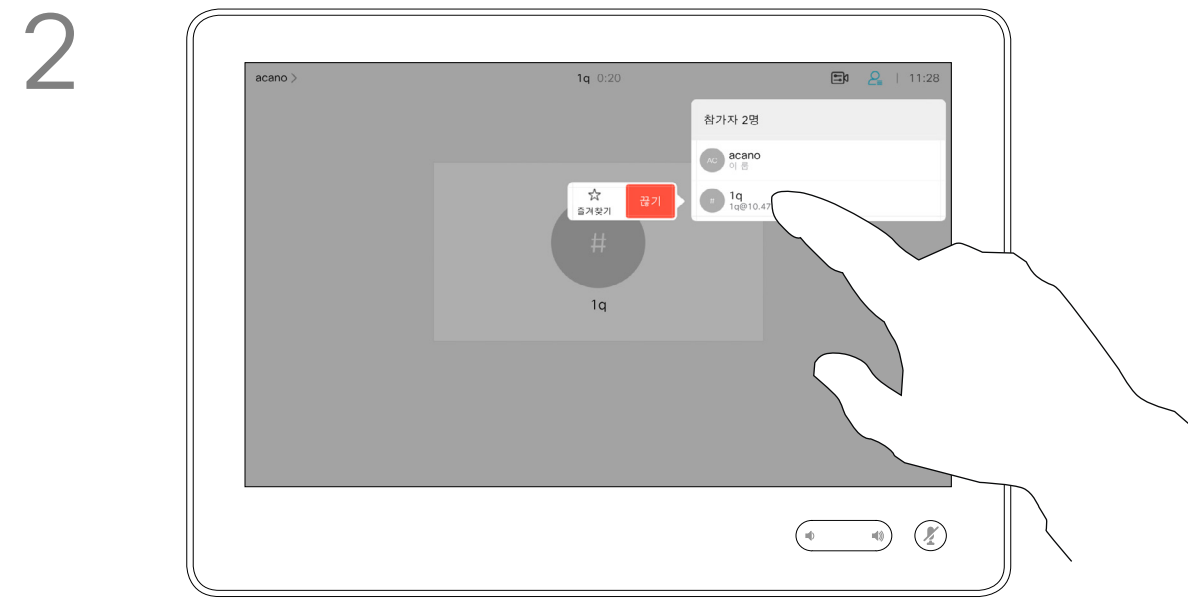 2
acano >
1q 0:20
| 11:28
참가자 2명
AC
acano
이 름
즐겨찾기
끊기
#
1q
1q@10.47
#
1q